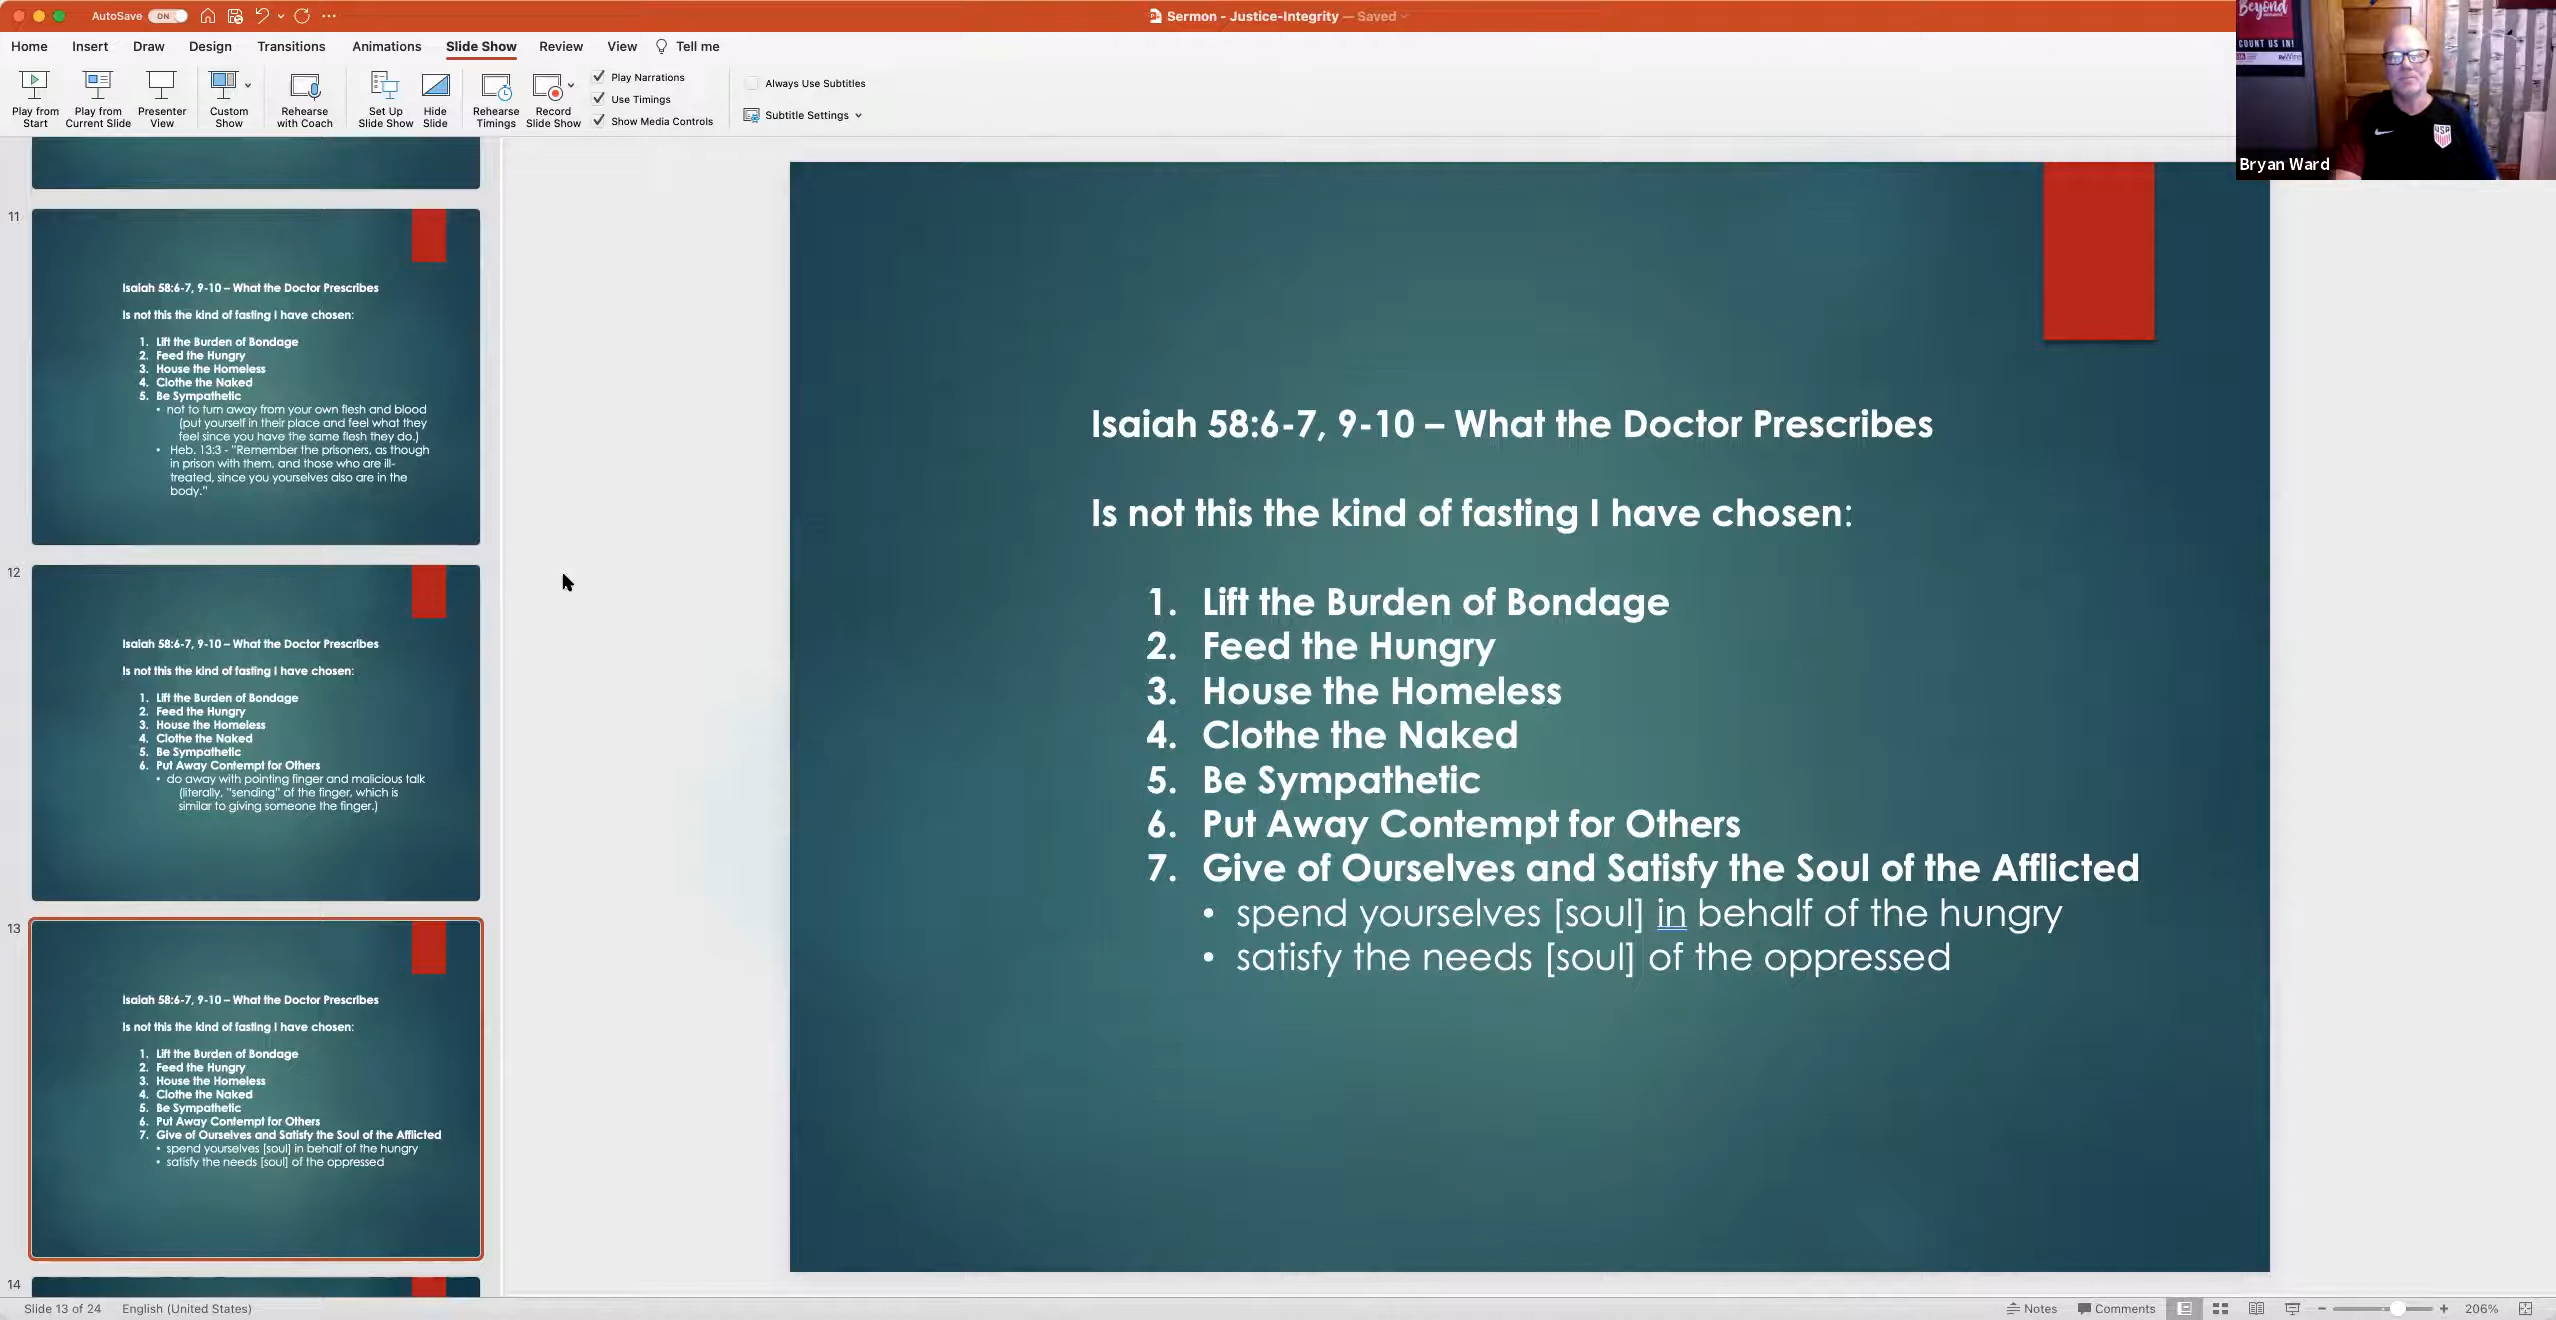 AutoSave ON
Sermon - Justice-Integrity — Saved
Home Insert Draw Design Transitions Animations Slide Show Review View Tell me
Play from Start
Play from Current Slide
Presenter View
Custom Show
Rehearse with Coach
Set Up Slide Show
Hide Slide
Rehearse Timings
Record Slide Show
Play Narrations
Use Timings
Show Media Controls
Always Use Subtitles
Subtitle Settings
Beyond
COUNT US IN!
Bryan Ward
11
Isaiah 58:6-7, 9-10 – What the Doctor Prescribes
Is not this the kind of fasting I have chosen:
1. Lift the Burden of Bondage
2. Feed the Hungry
3. House the Homeless
4. Clothe the Naked
5. Be Sympathetic
• not to turn away from your own flesh and blood
(put yourself in their place and feel what they
feel since you have the same flesh they do.)
• Heb. 13:3 - "Remember the prisoners, as though
in prison with them, and those who are ill-
treated, since you yourselves also are in the
body."
12
Isaiah 58:6-7, 9-10 – What the Doctor Prescribes
Is not this the kind of fasting I have chosen:
1. Lift the Burden of Bondage
2. Feed the Hungry
3. House the Homeless
4. Clothe the Naked
5. Be Sympathetic
6. Put Away Contempt for Others
• do away with pointing finger and malicious talk
(literally, "sending" of the finger, which is
similar to giving someone the finger.)
13
Isaiah 58:6-7, 9-10 – What the Doctor Prescribes
Is not this the kind of fasting I have chosen:
1. Lift the Burden of Bondage
2. Feed the Hungry
3. House the Homeless
4. Clothe the Naked
5. Be Sympathetic
6. Put Away Contempt for Others
7. Give of Ourselves and Satisfy the Soul of the Afflicted
• spend yourselves [soul] in behalf of the hungry
• satisfy the needs [soul] of the oppressed
14
Isaiah 58:6-7, 9-10 – What the Doctor Prescribes
Is not this the kind of fasting I have chosen:
1. Lift the Burden of Bondage
2. Feed the Hungry
3. House the Homeless
4. Clothe the Naked
5. Be Sympathetic
6. Put Away Contempt for Others
7. Give of Ourselves and Satisfy the Soul of the Afflicted
• spend yourselves [soul] in behalf of the hungry
• satisfy the needs [soul] of the oppressed
Slide 13 of 24 English (United States)
Notes Comments 206%